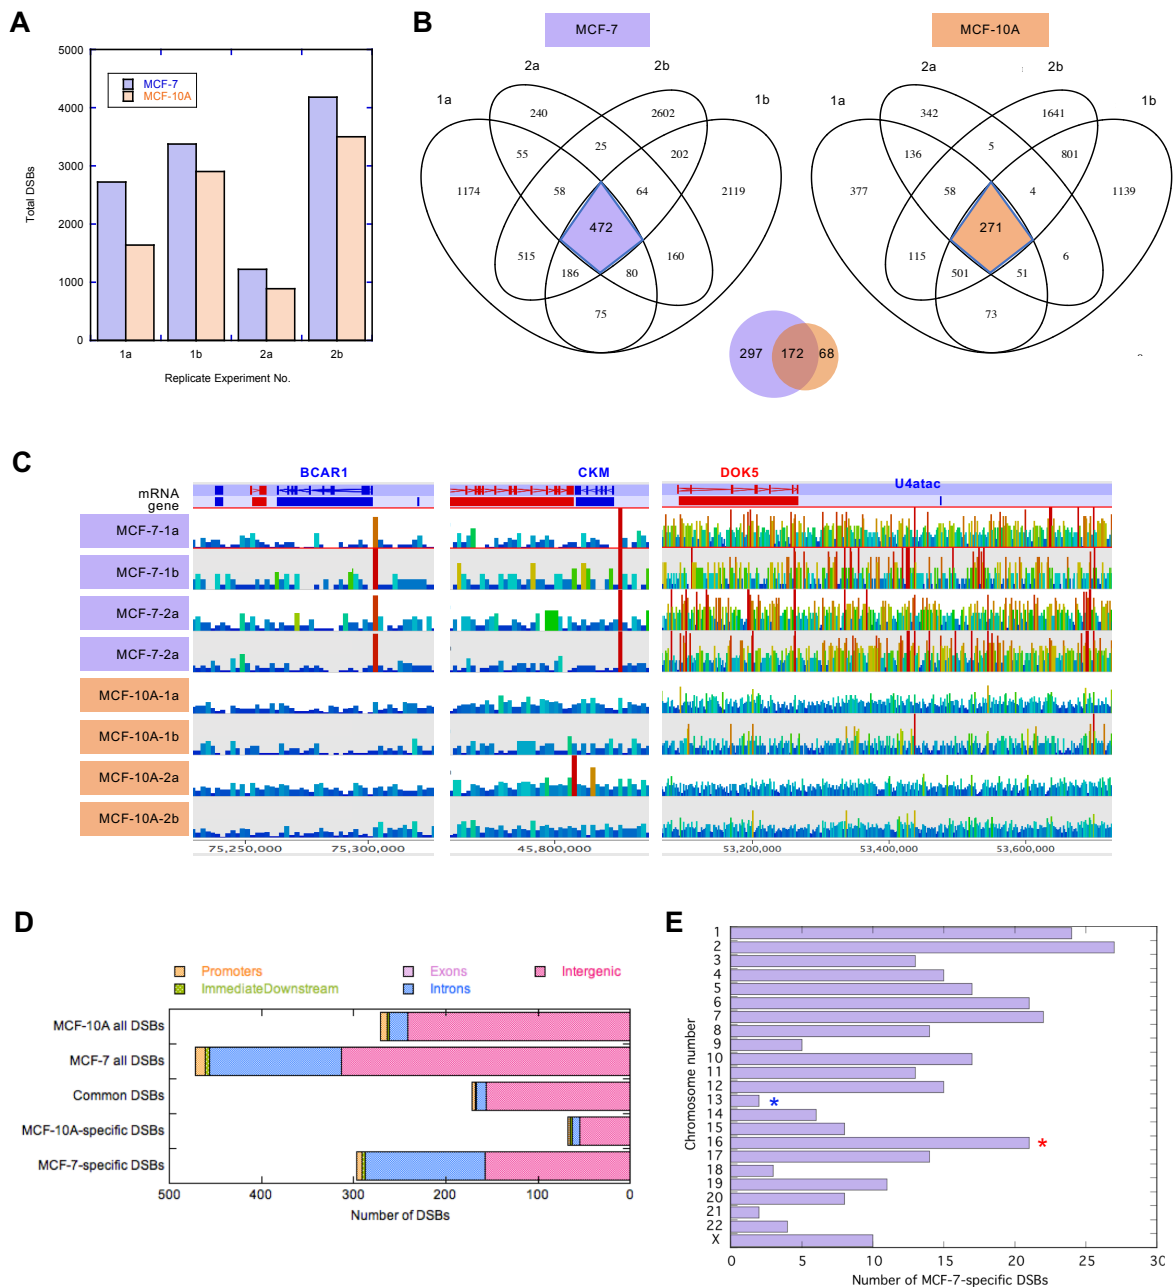 A
5000
4000
3000
2000
1000
0
Total DSBs
MCF-7
MCF-10A
1a
1b
2a
2b
Replicate Experiment No.
B
MCF-7
2a
2b
1a
1b
240
2602
55
25
202
1174
58
64
2119
472
515
186
80
160
75
MCF-10A
2a
2b
1a
1b
342
1641
136
5
801
377
58
4
1139
271
115
501
51
6
73
297
172
68
C
BCAR1
CKM
DOK5
U4atac
mRNA
gene
MCF-7-1a
MCF-7-1b
MCF-7-2a
MCF-7-2a
MCF-10A-1a
MCF-10A-1b
MCF-10A-2a
MCF-10A-2b
75,250,000
75,300,000
45,800,000
53,200,000
53,400,000
53,600,000
D
Promoters
Exons
Intergenic
ImmediateDownstream
Introns
MCF-10A all DSBs
MCF-7 all DSBs
Common DSBs
MCF-10A-specific DSBs
MCF-7-specific DSBs
500
400
300
200
100
0
Number of DSBs
E
Chromosome number
1
2
3
4
5
6
7
8
9
10
11
12
13 *
14
15
16 *
17
18
19
20
21
22
X
0
5
10
15
20
25
Number of MCF-7-specific DSBs